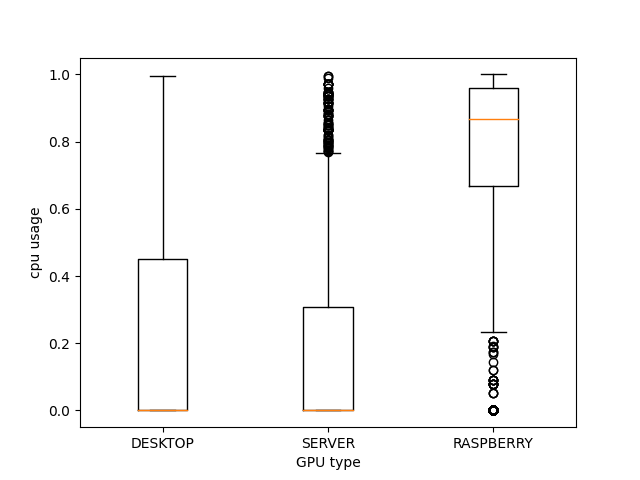 1.0
0.8
0.6
0.4
0.2
0.0
cpu usage
DESKTOP
SERVER
RASPBERRY
GPU type